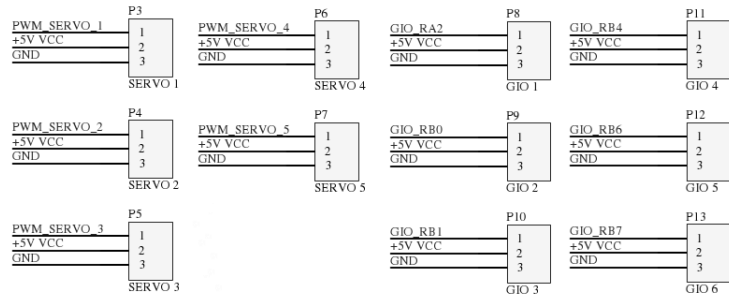 P3
PWM_SERVO_1 1
+5V VCC 2
GND 3
SERVO 1
P6
PWM_SERVO_4 1
+5V VCC 2
GND 3
SERVO 4
P8
GIO_RA2 1
+5V VCC 2
GND 3
GIO 1
P11
GIO_RB4 1
+5V VCC 2
GND 3
GIO 4
P4
PWM_SERVO_2 1
+5V VCC 2
GND 3
SERVO 2
P7
PWM_SERVO_5 1
+5V VCC 2
GND 3
SERVO 5
P9
GIO_RB0 1
+5V VCC 2
GND 3
GIO 2
P12
GIO_RB6 1
+5V VCC 2
GND 3
GIO 5
P5
PWM_SERVO_3 1
+5V VCC 2
GND 3
SERVO 3
P10
GIO_RB1 1
+5V VCC 2
GND 3
GIO 3
P13
GIO_RB7 1
+5V VCC 2
GND 3
GIO 6